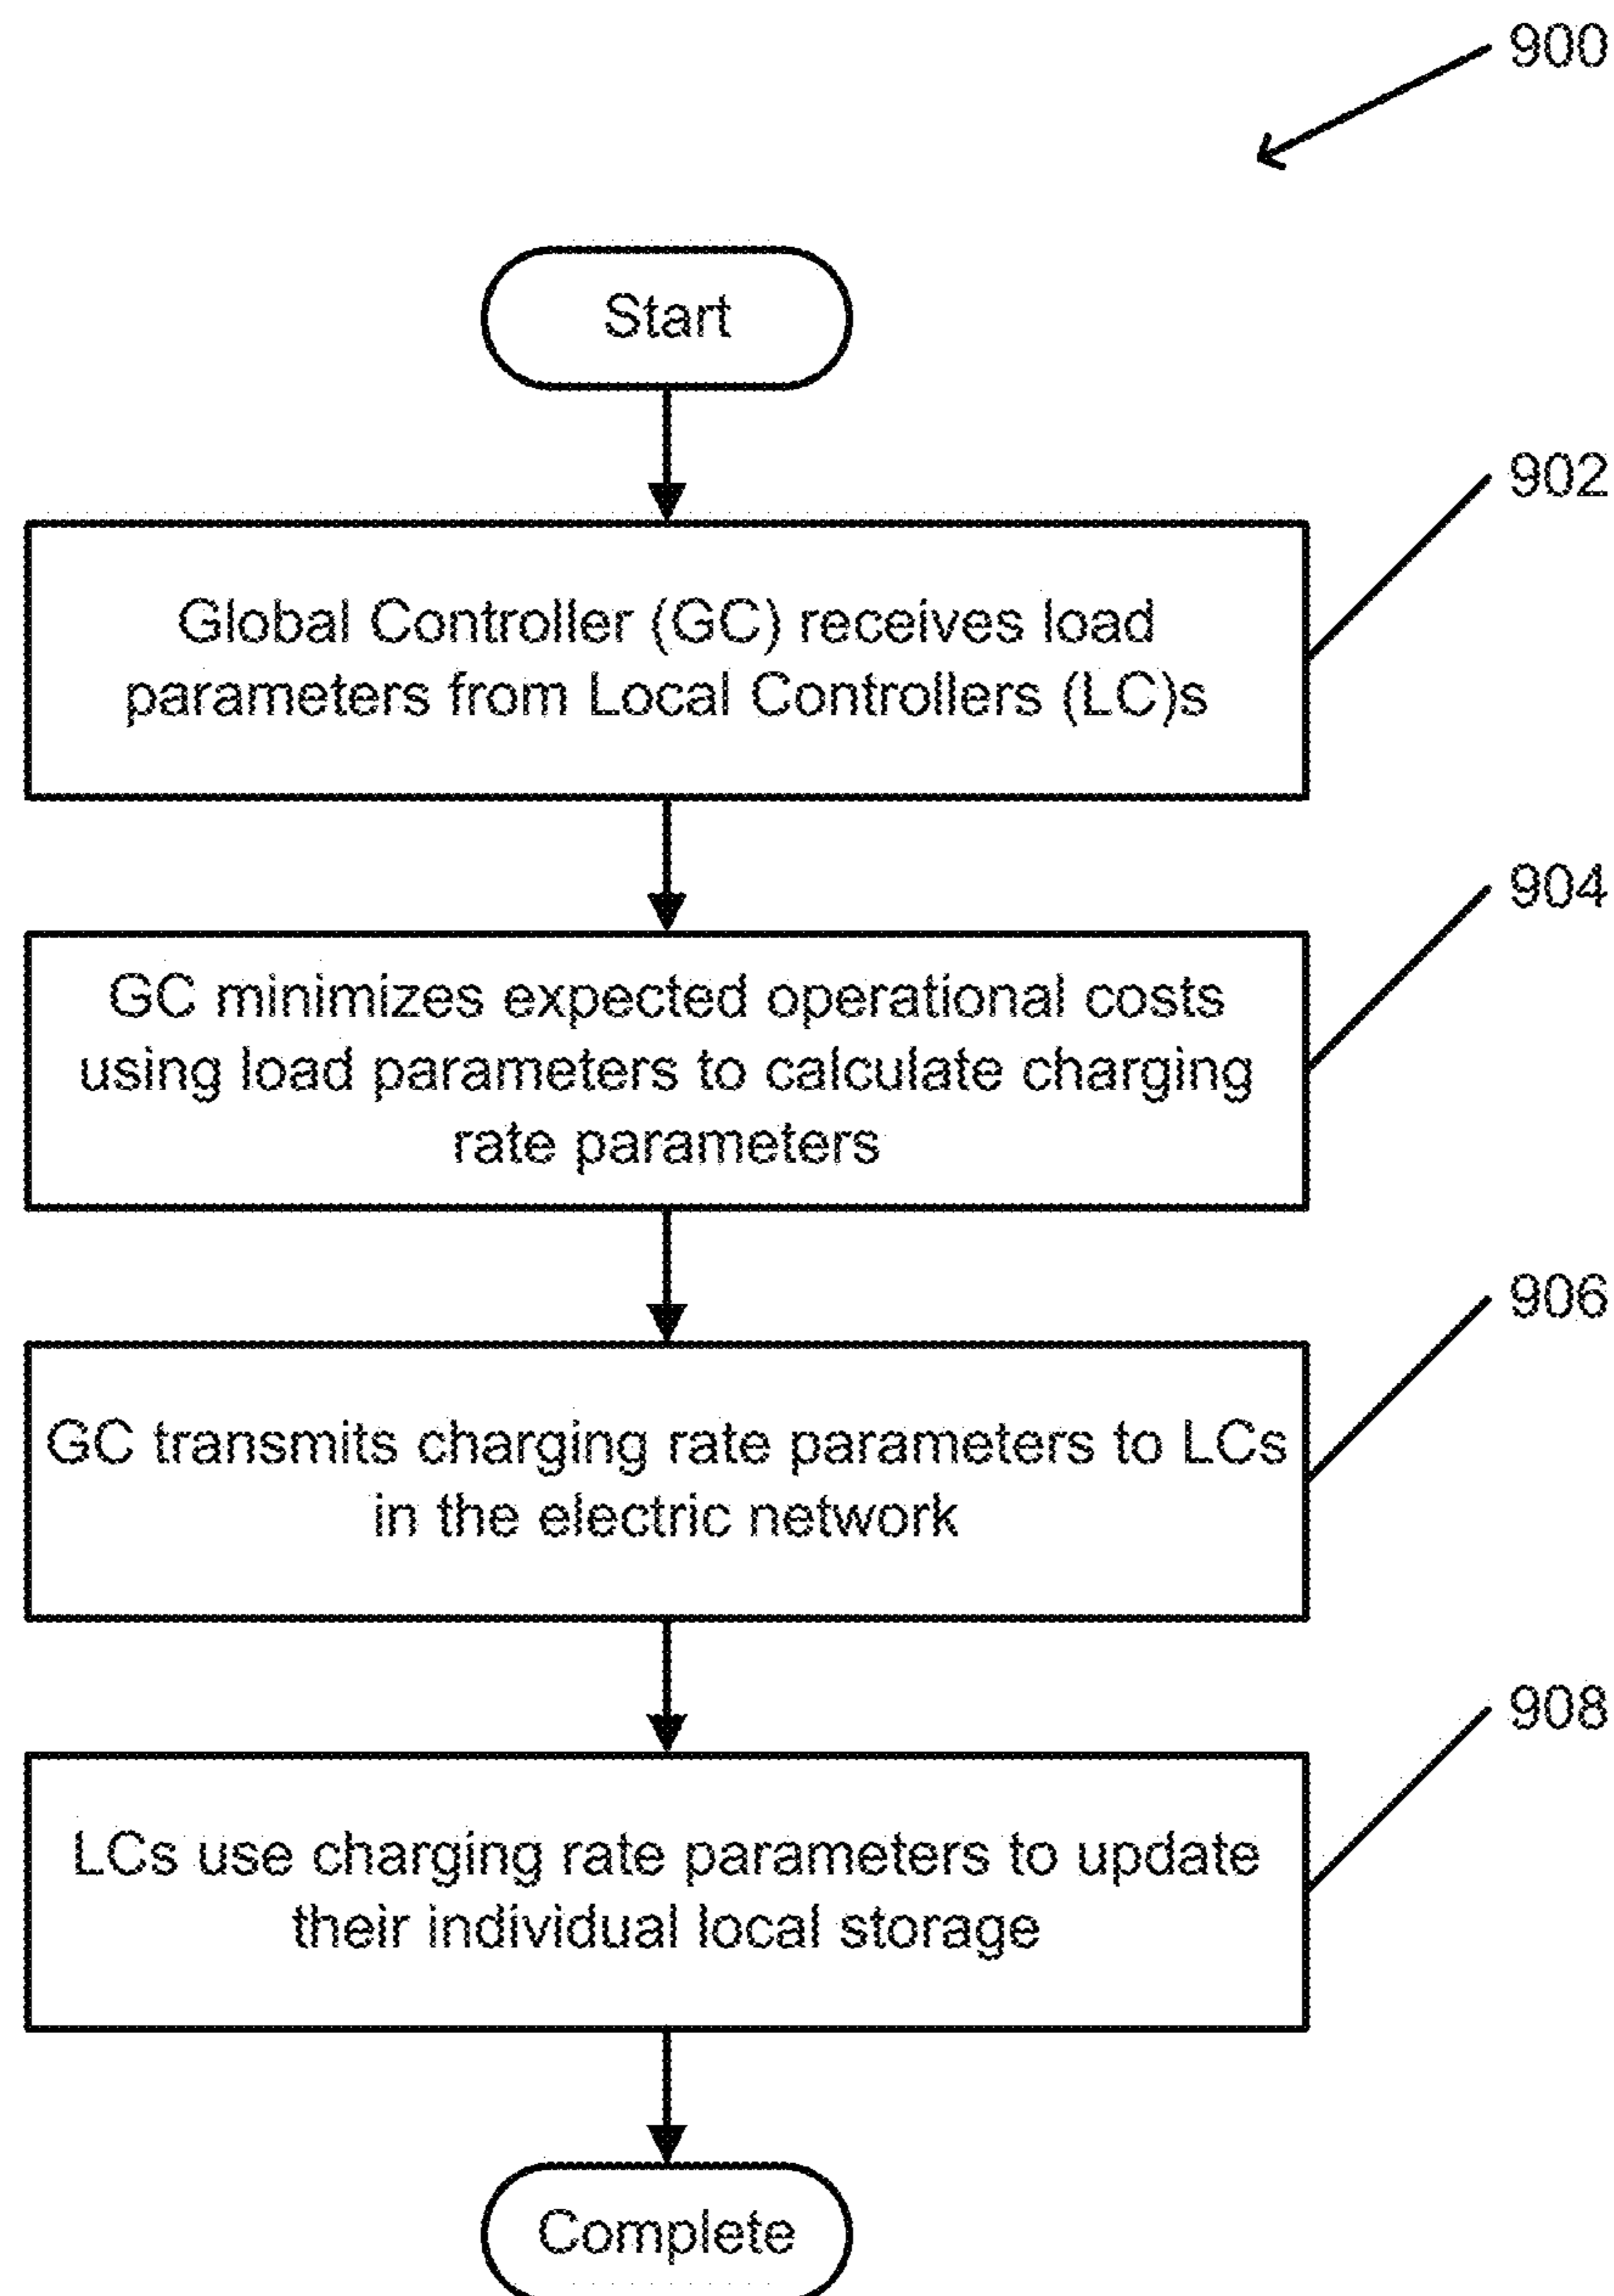 900
Start
902
Global Controller (GC) receives load
parameters from Local Controllers (LC)s
904
GC minimizes expected operational costs
using load parameters to calculate charging
rate parameters
906
GC transmits charging rate parameters to LCs
in the electric network
908
LCs use charging rate parameters to update
their individual local storage
Complete